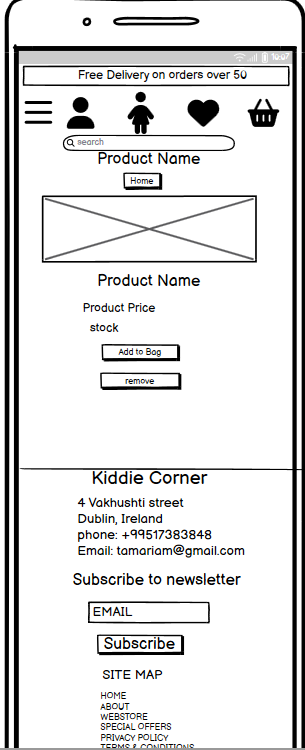 10:07
Free Delivery on orders over 50
search
Product Name
Home
Product Name
Product Price
stock
Add to Bag
remove
Kiddie Corner
4 Vakhushti street
Dublin, Ireland
phone: +99517383848
Email: tamariam@gmail.com
Subscribe to newsletter
EMAIL
Subscribe
SITE MAP
HOME
ABOUT
WEBSTORE
SPECIAL OFFERS
PRIVACY POLICY
TERMS & CONDITIONS